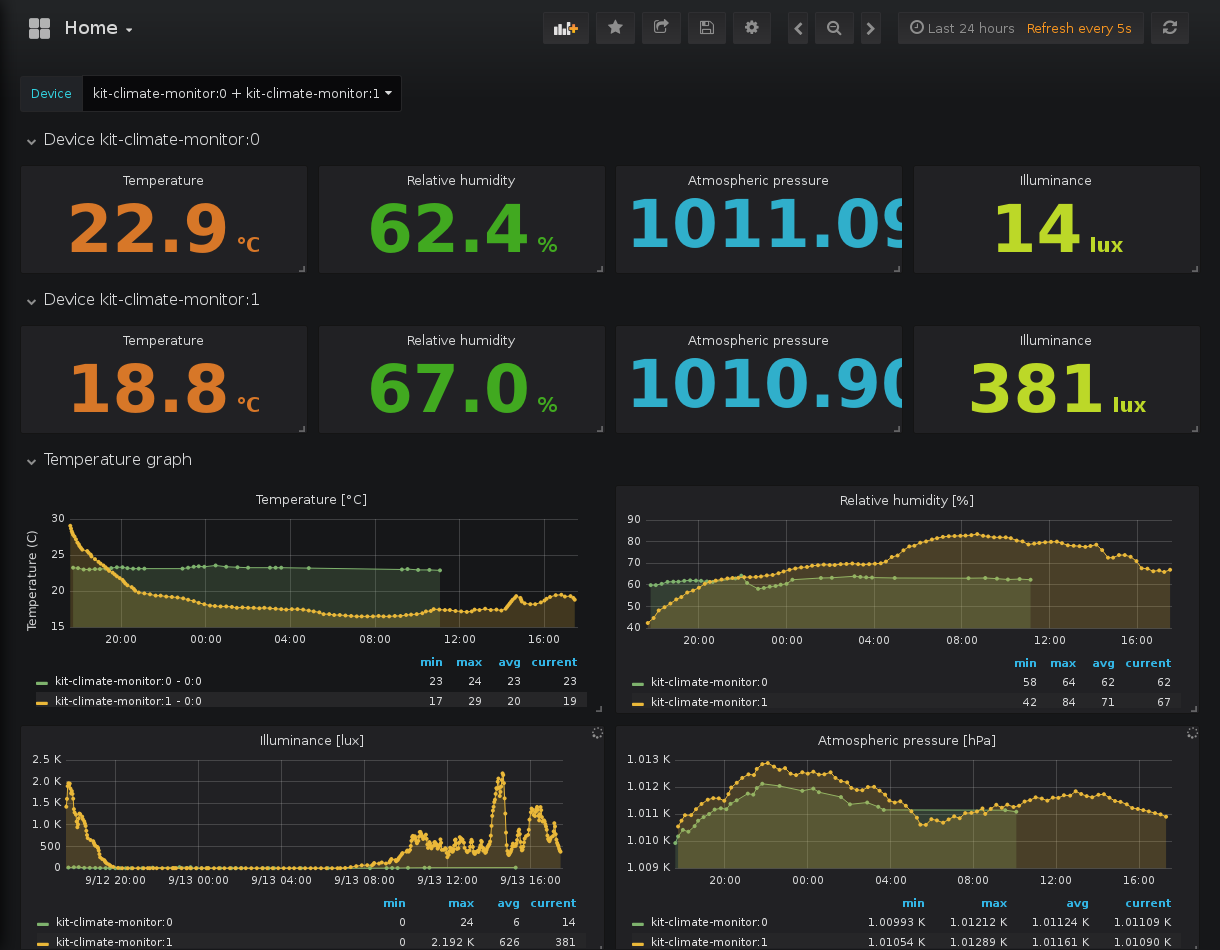 Home
Last 24 hours Refresh every 5s
Device kit-climate-monitor:0 + kit-climate-monitor:1
Device kit-climate-monitor:0
Temperature Relative humidity Atmospheric pressure Illuminance
22.9 °C 62.4 % 1011.09 14 lux
Device kit-climate-monitor:1
Temperature Relative humidity Atmospheric pressure Illuminance
18.8 °C 67.0 % 1010.90 381 lux
Temperature graph
Temperature [°C]
Temperature (C)
30
25
20
15
20:00 00:00 04:00 08:00 12:00 16:00
min max avg current
kit-climate-monitor:0 - 0:0 23 24 23 23
kit-climate-monitor:1 - 0:0 17 29 20 19
Relative humidity [%]
90
80
70
60
50
40
20:00 00:00 04:00 08:00 12:00 16:00
min max avg current
kit-climate-monitor:0 58 64 62 62
kit-climate-monitor:1 42 84 71 67
Illuminance [lux]
2.5 K
2.0 K
1.5 K
1.0 K
500
0
9/12 20:00 9/13 00:00 9/13 04:00 9/13 08:00 9/13 12:00 9/13 16:00
min max avg current
kit-climate-monitor:0 0 24 6 14
kit-climate-monitor:1 0 2.192 K 626 381
Atmospheric pressure [hPa]
1.013 K
1.012 K
1.011 K
1.010 K
1.009 K
20:00 00:00 04:00 08:00 12:00 16:00
min max avg current
kit-climate-monitor:0 1.00993 K 1.01212 K 1.01124 K 1.01109 K
kit-climate-monitor:1 1.01054 K 1.01289 K 1.01161 K 1.01090 K